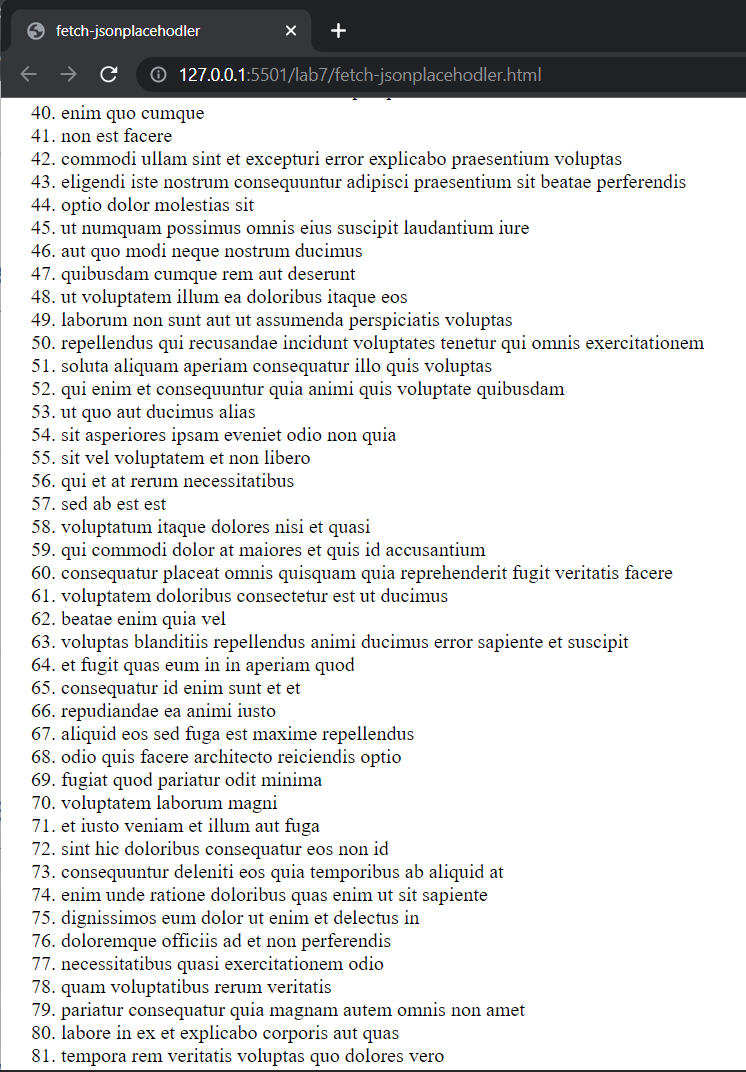 fetch-jsonplacehodler
127.0.0.1:5501/lab7/fetch-jsonplacehodler.html
40. enim quo cumque
41. non est facere
42. commodi ullam sint et excepturi error explicabo praesentium voluptas
43. eligendi iste nostrum consequuntur adipisci praesentium sit beatae perferendis
44. optio dolor molestias sit
45. ut numquam possimus omnis eius suscipit laudantium iure
46. aut quo modi neque nostrum ducimus
47. quibusdam cumque rem aut deserunt
48. ut voluptatem illum ea doloribus itaque eos
49. laborum non sunt aut ut assumenda perspiciatis voluptas
50. repellendus qui recusandae incidunt voluptates tenetur qui omnis exercitationem
51. soluta aliquam aperiam consequatur illo quis voluptas
52. qui enim et consequuntur quia animi quis voluptate quibusdam
53. ut quo aut ducimus alias
54. sit asperiores ipsam eveniet odio non quia
55. sit vel voluptatem et non libero
56. qui et at rerum necessitatibus
57. sed ab est est
58. voluptatum itaque dolores nisi et quasi
59. qui commodi dolor at maiores et quis id accusantium
60. consequatur placeat omnis quisquam quia reprehenderit fugit veritatis facere
61. voluptatem doloribus consectetur est ut ducimus
62. beatae enim quia vel
63. voluptas blanditiis repellendus animi ducimus error sapiente et suscipit
64. et fugit quas eum in in aperiam quod
65. consequatur id enim sunt et et
66. repudiandae ea animi iusto
67. aliquid eos sed fuga est maxime repellendus
68. odio quis facere architecto reiciendis optio
69. fugiat quod pariatur odit minima
70. voluptatem laborum magni
71. et iusto veniam et illum aut fuga
72. sint hic doloribus consequatur eos non id
73. consequuntur deleniti eos quia temporibus ab aliquid at
74. enim unde ratione doloribus quas enim ut sit sapiente
75. dignissimos eum dolor ut enim et delectus in
76. doloremque officiis ad et non perferendis
77. necessitatibus quasi exercitationem odio
78. quam voluptatibus rerum veritatis
79. pariatur consequatur quia magnam autem omnis non amet
80. labore in ex et explicabo corporis aut quas
81. tempora rem veritatis voluptas quo dolores vero